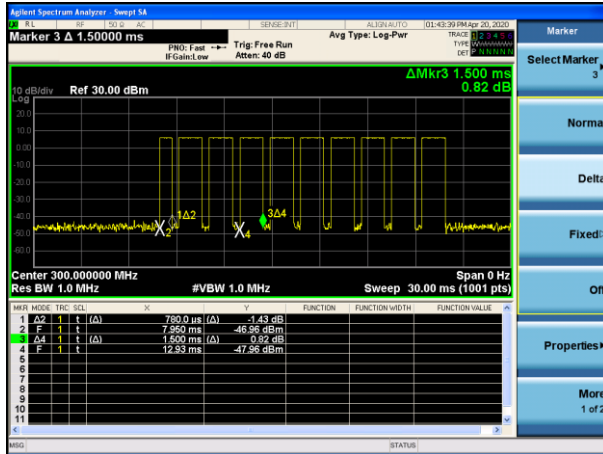 Agilent Spectrum Analyzer - Swept SA
RL RF 50 Ω AC SENSE:INT ALIGN AUTO 01:43:39 PM Apr 20, 2020
Marker 3 Δ 1.50000 ms
PNO: Fast
IFGain:Low
Trig: Free Run
Atten: 40 dB
Avg Type: Log-Pwr
TRACE 1 2 3 4 5 6
TYPE
DET P N N N N N
Marker
Select Marker
3
Norma
Delta
Fixed
Off
Properties
More
1 of 2
ΔMkr3 1.500 ms
0.82 dB
10 dB/div Ref 30.00 dBm
Log
20.0
10.0
0.00
-10.0
-20.0
-30.0
-40.0
-50.0
-60.0
X2 1Δ2 X4 3Δ4
Center 300.000000 MHz Span 0 Hz
Res BW 1.0 MHz #VBW 1.0 MHz Sweep 30.00 ms (1001 pts)
MKR MODE TRC SCL X Y FUNCTION FUNCTION WIDTH FUNCTION VALUE
1 Δ2 1 t (Δ) 780.0 μs (Δ) -1.43 dB
2 F 1 t 7.950 ms -46.96 dBm
3 Δ4 1 t (Δ) 1.500 ms (Δ) 0.82 dB
4 F 1 t 12.93 ms -47.96 dBm
5
6
7
8
9
10
11
MSG STATUS